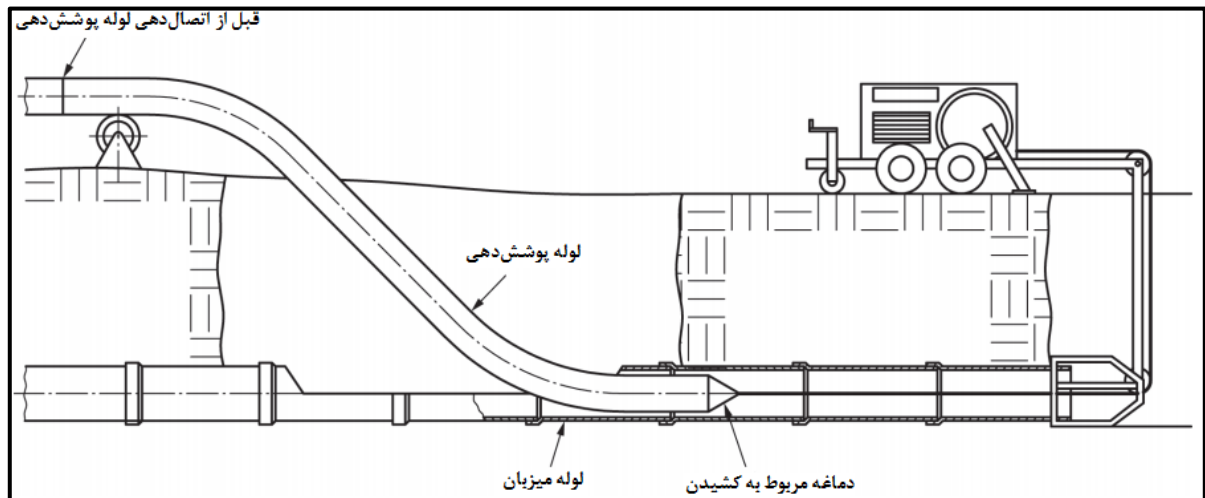 قبل از اتصال‌دهی لوله پوشش‌دهی
لوله پوشش‌دهی
لوله میزبان
دماغه مربوط به کشیدن